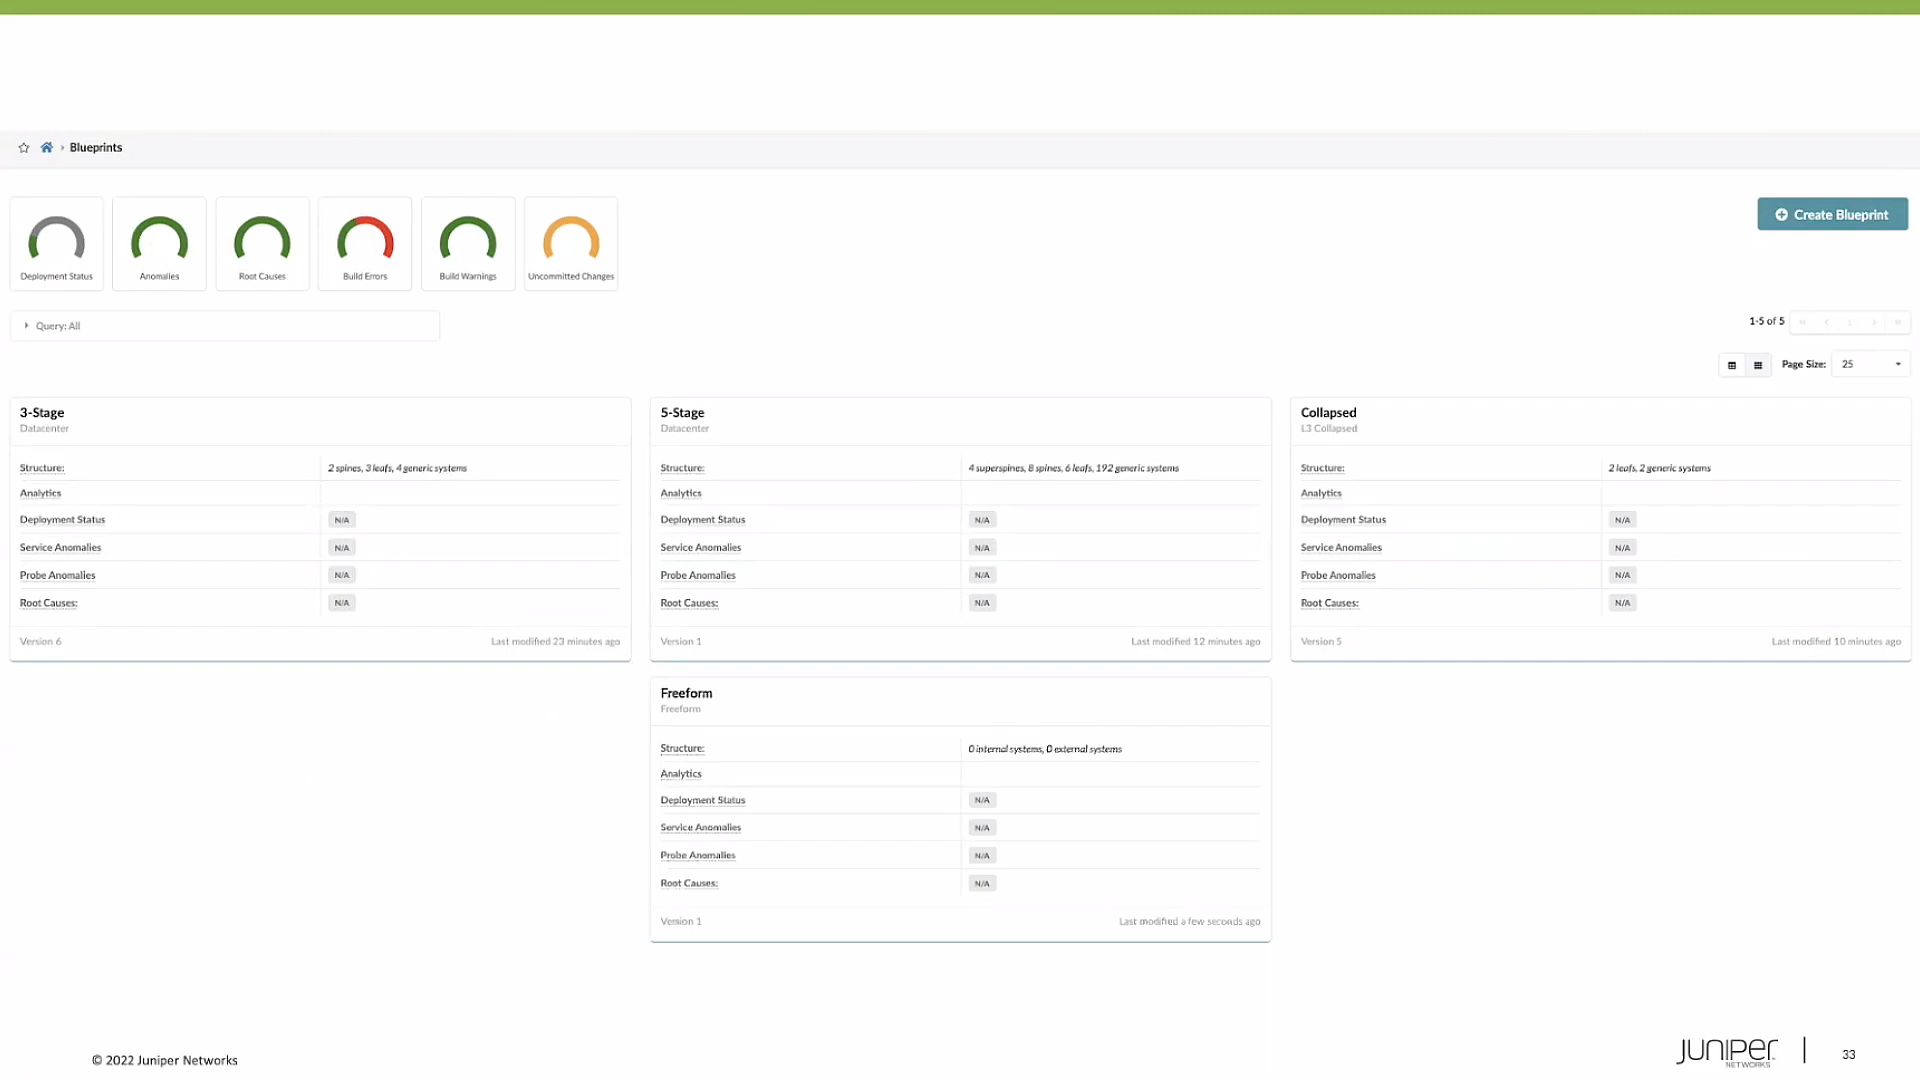 Blueprints
Deployment Status
Anomalies
Root Causes
Build Errors
Build Warnings
Uncommitted Changes
Create Blueprint
Query: All
1-5 of 5
1
Page Size:
25
3-Stage
Datacenter
Structure:
2 spines, 3 leafs, 4 generic systems
Analytics
Deployment Status
N/A
Service Anomalies
N/A
Probe Anomalies
N/A
Root Causes:
N/A
Version 6
Last modified 23 minutes ago
5-Stage
Datacenter
Structure:
4 superspines, 8 spines, 6 leafs, 192 generic systems
Analytics
Deployment Status
N/A
Service Anomalies
N/A
Probe Anomalies
N/A
Root Causes:
N/A
Version 1
Last modified 12 minutes ago
Collapsed
L3 Collapsed
Structure:
2 leafs, 2 generic systems
Analytics
Deployment Status
N/A
Service Anomalies
N/A
Probe Anomalies
N/A
Root Causes:
N/A
Version 5
Last modified 10 minutes ago
Freeform
Freeform
Structure:
0 internal systems, 0 external systems
Analytics
Deployment Status
N/A
Service Anomalies
N/A
Probe Anomalies
N/A
Root Causes:
N/A
Version 1
Last modified a few seconds ago
© 2022 Juniper Networks
JUNIPER
NETWORKS
33